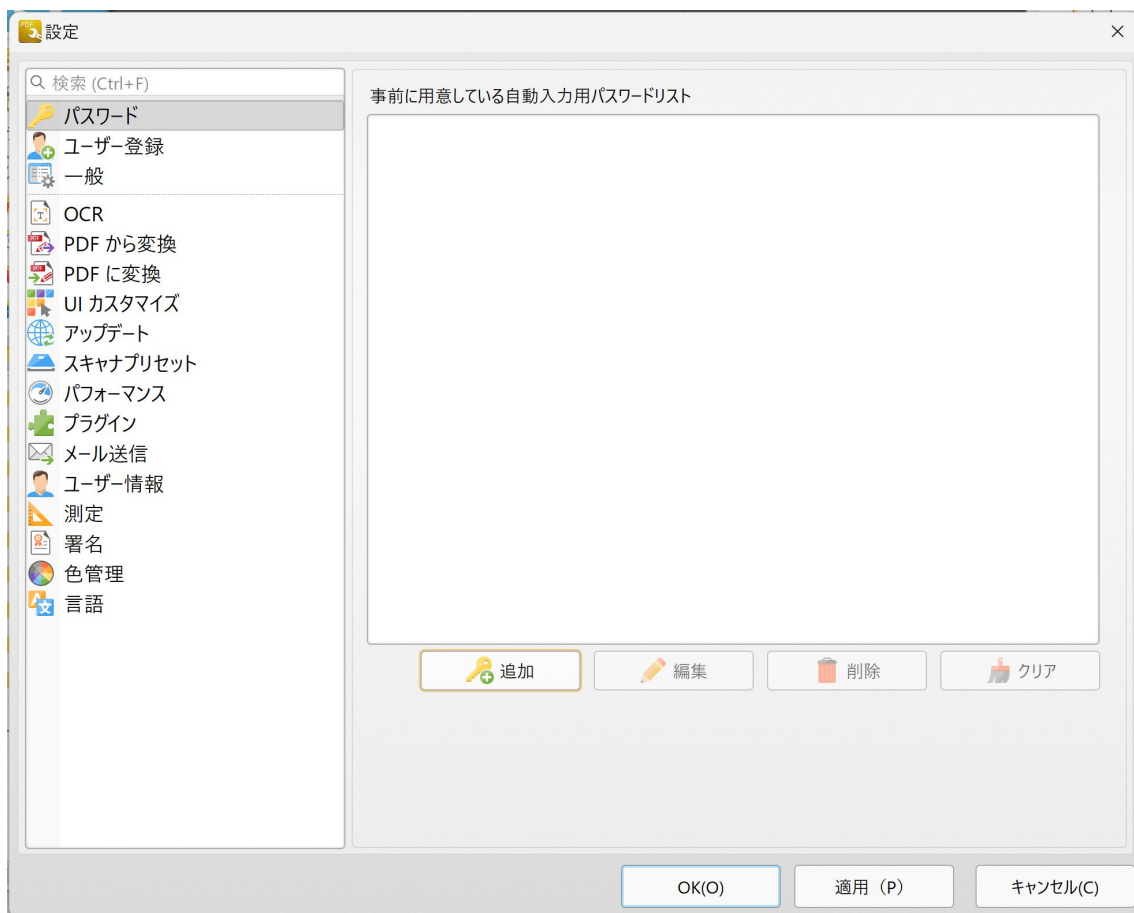 設定
検索 (Ctrl+F)
パスワード
ユーザー登録
一般
OCR
PDF から変換
PDF に変換
UI カスタマイズ
アップデート
スキャナプリセット
パフォーマンス
プラグイン
メール送信
ユーザー情報
測定
署名
色管理
言語
事前に用意している自動入力用パスワードリスト
追加
編集
削除
クリア
OK(O)
適用（P）
キャンセル(C)